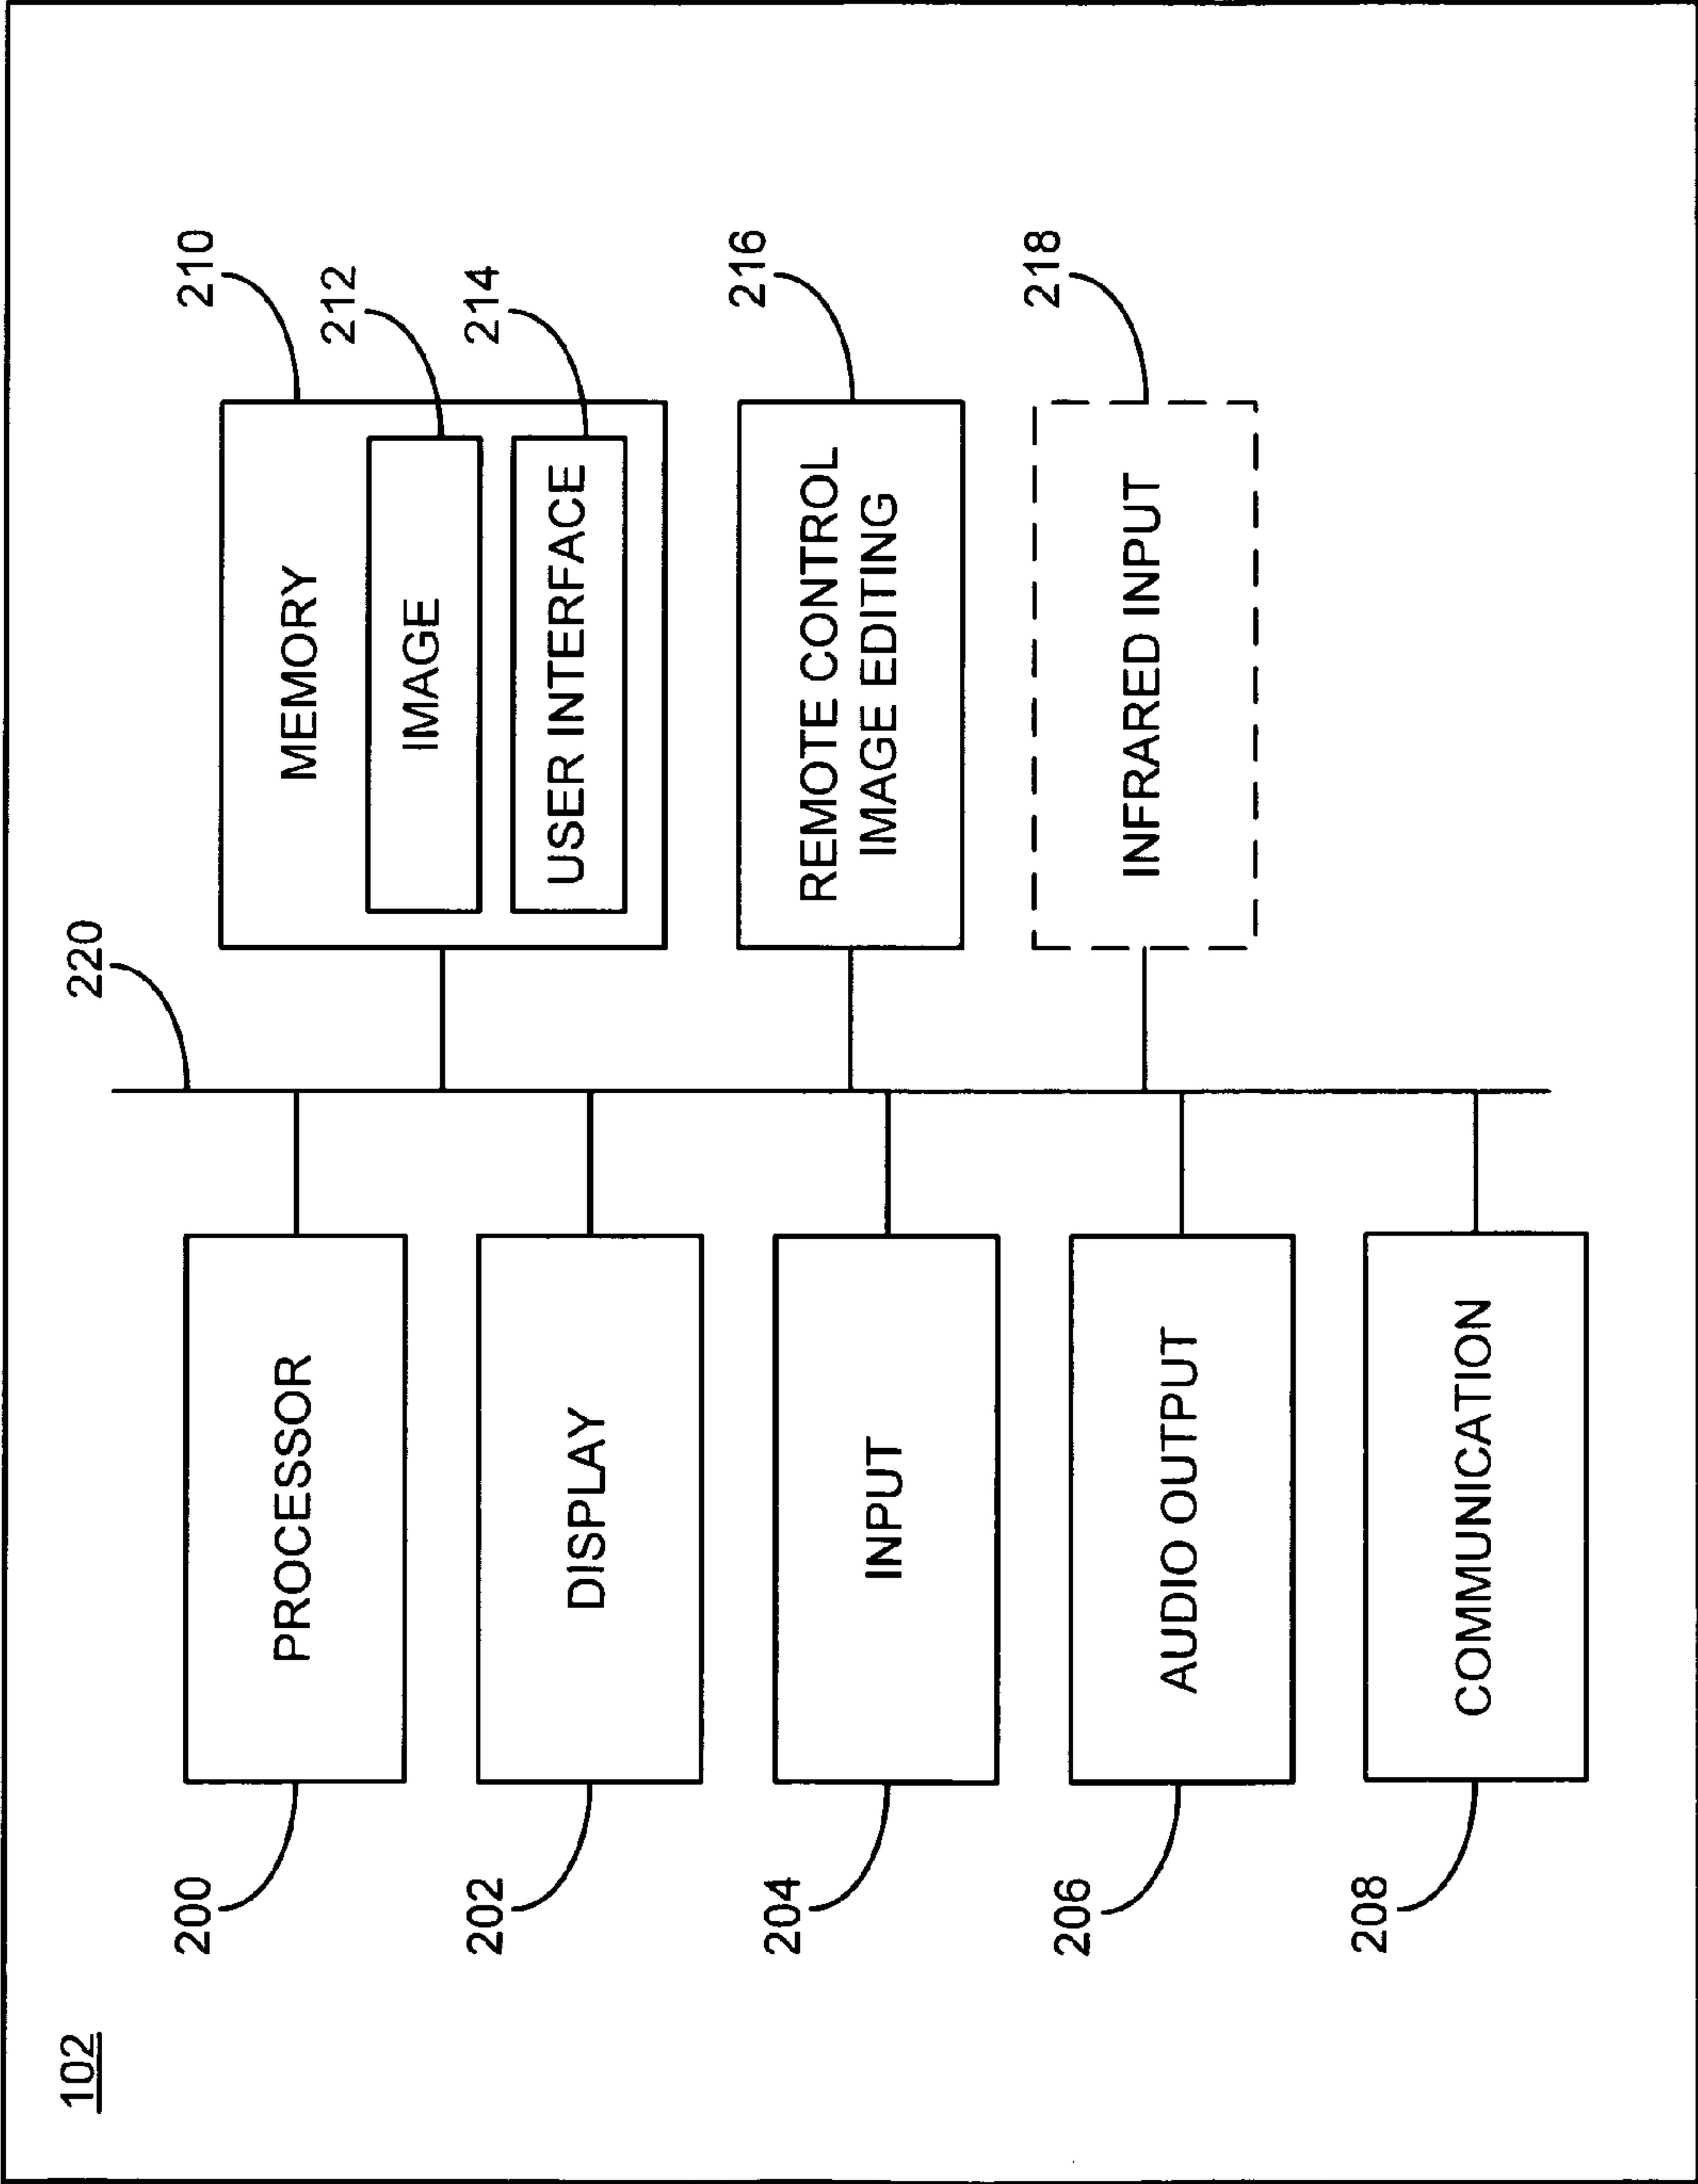 102
220
200
PROCESSOR
202
DISPLAY
204
INPUT
206
AUDIO OUTPUT
208
COMMUNICATION
MEMORY
210
IMAGE
212
USER INTERFACE
214
REMOTE CONTROL
IMAGE EDITING
216
INFRARED INPUT
218